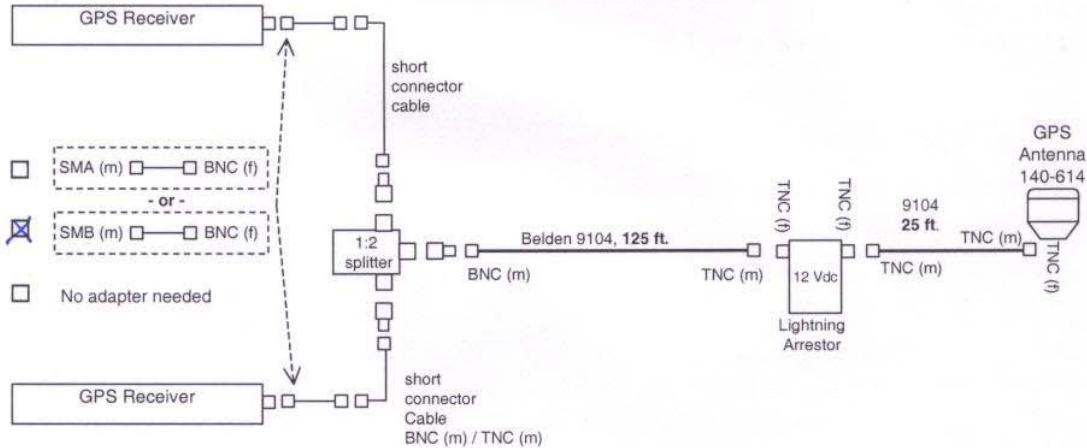 GPS Receiver
short
connector
cable
GPS
Antenna
140-614
SMA (m) BNC (f)
- or -
SMB (m) BNC (f)
No adapter needed
1:2
splitter
Belden 9104, 125 ft.
BNC (m)
TNC (m)
TNC (f)
TNC (f)
12 Vdc
Lightning
Arrestor
9104
25 ft.
TNC (m)
TNC (m)
TNC (f)
GPS Receiver
short
connector
Cable
BNC (m) / TNC (m)